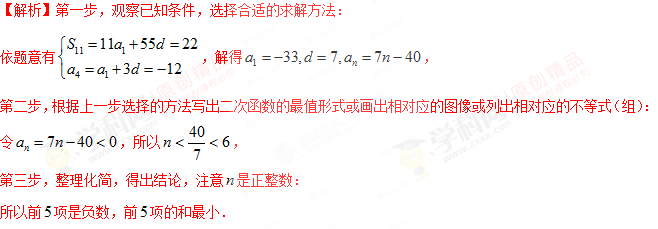 【解析】第一步，观察已知条件，选择合适的求解方法：
依题意有{S₁₁=11a₁+55d=22
a₄=a₁+3d=-12，解得a₁=-33,d=7,aₙ=7n-40，
第二步，根据上一步选择的方法写出二次函数的最值形式或画出相对应的图像或列出相对应的不等式（组）：
令aₙ=7n-40<0，所以n<40/7<6，
第三步，整理化简，得出结论，注意n是正整数：
所以前5项是负数，前5项的和最小．